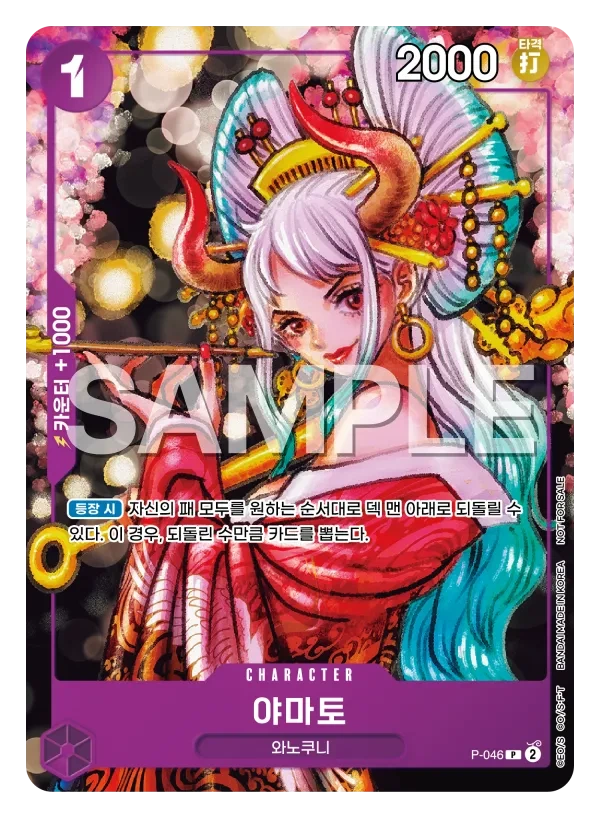 1
2000
타격
打
카운터 +1000
SAMPLE
등장 시 자신의 패 모두를 원하는 순서대로 덱 맨 아래로 되돌릴 수
있다. 이 경우, 되돌린 수만큼 카드를 뽑는다.
CHARACTER
야마토
와노쿠니
P-046 P 2
©EO/S ©O/S･F･T BANDAI MADE IN KOREA NOT FOR SALE